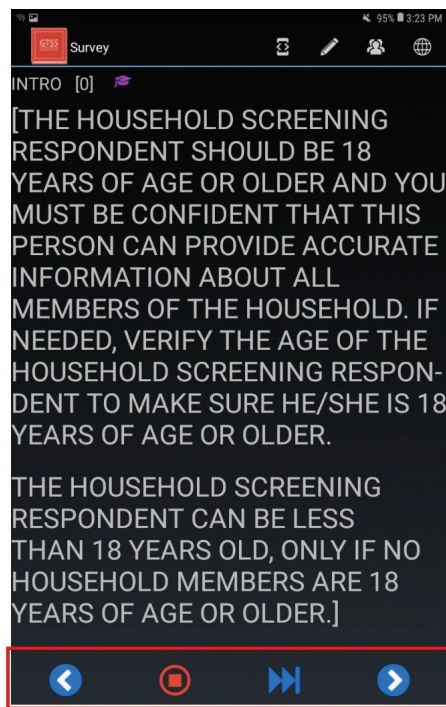 95% 3:23 PM
GTSS Survey
INTRO [0]
[THE HOUSEHOLD SCREENING
RESPONDENT SHOULD BE 18
YEARS OF AGE OR OLDER AND YOU
MUST BE CONFIDENT THAT THIS
PERSON CAN PROVIDE ACCURATE
INFORMATION ABOUT ALL
MEMBERS OF THE HOUSEHOLD. IF
NEEDED, VERIFY THE AGE OF THE
HOUSEHOLD SCREENING RESPON-
DENT TO MAKE SURE HE/SHE IS 18
YEARS OF AGE OR OLDER.
THE HOUSEHOLD SCREENING
RESPONDENT CAN BE LESS
THAN 18 YEARS OLD, ONLY IF NO
HOUSEHOLD MEMBERS ARE 18
YEARS OF AGE OR OLDER.]